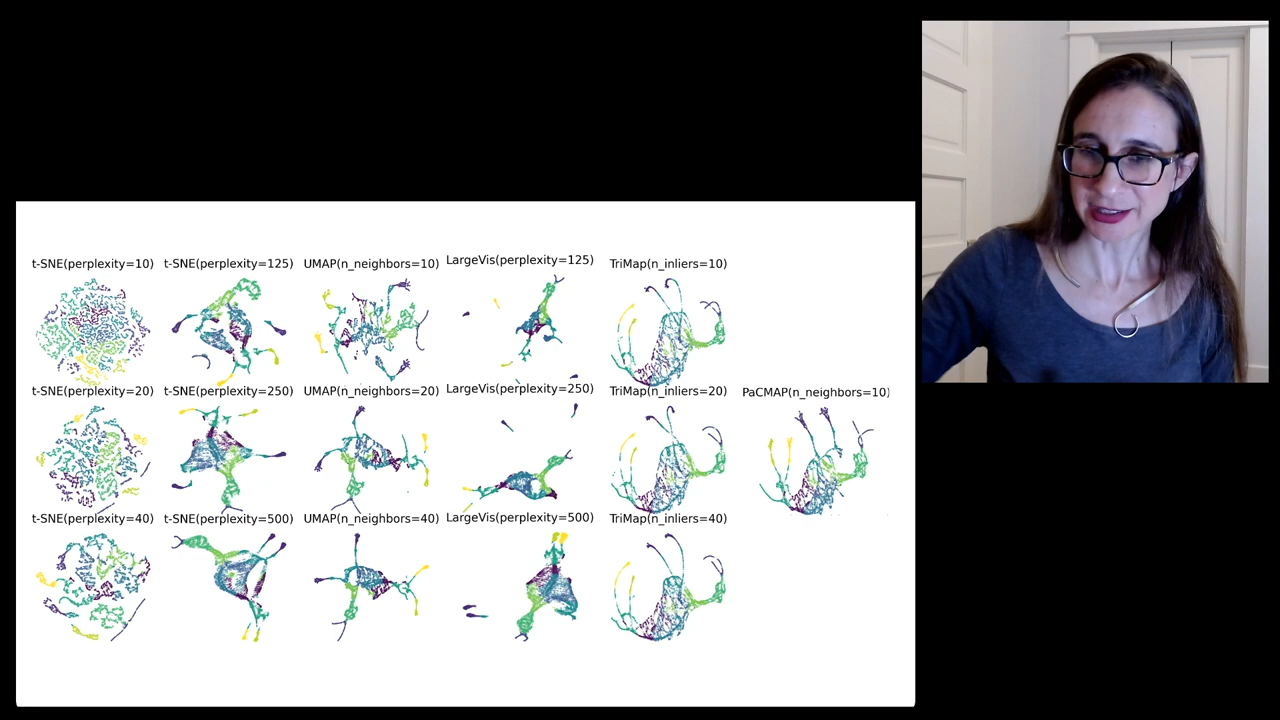 t-SNE(perplexity=10) t-SNE(perplexity=125) UMAP(n_neighbors=10) LargeVis(perplexity=125) TriMap(n_inliers=10)
t-SNE(perplexity=20) t-SNE(perplexity=250) UMAP(n_neighbors=20) LargeVis(perplexity=250) TriMap(n_inliers=20) PaCMAP(n_neighbors=10)
t-SNE(perplexity=40) t-SNE(perplexity=500) UMAP(n_neighbors=40) LargeVis(perplexity=500) TriMap(n_inliers=40)